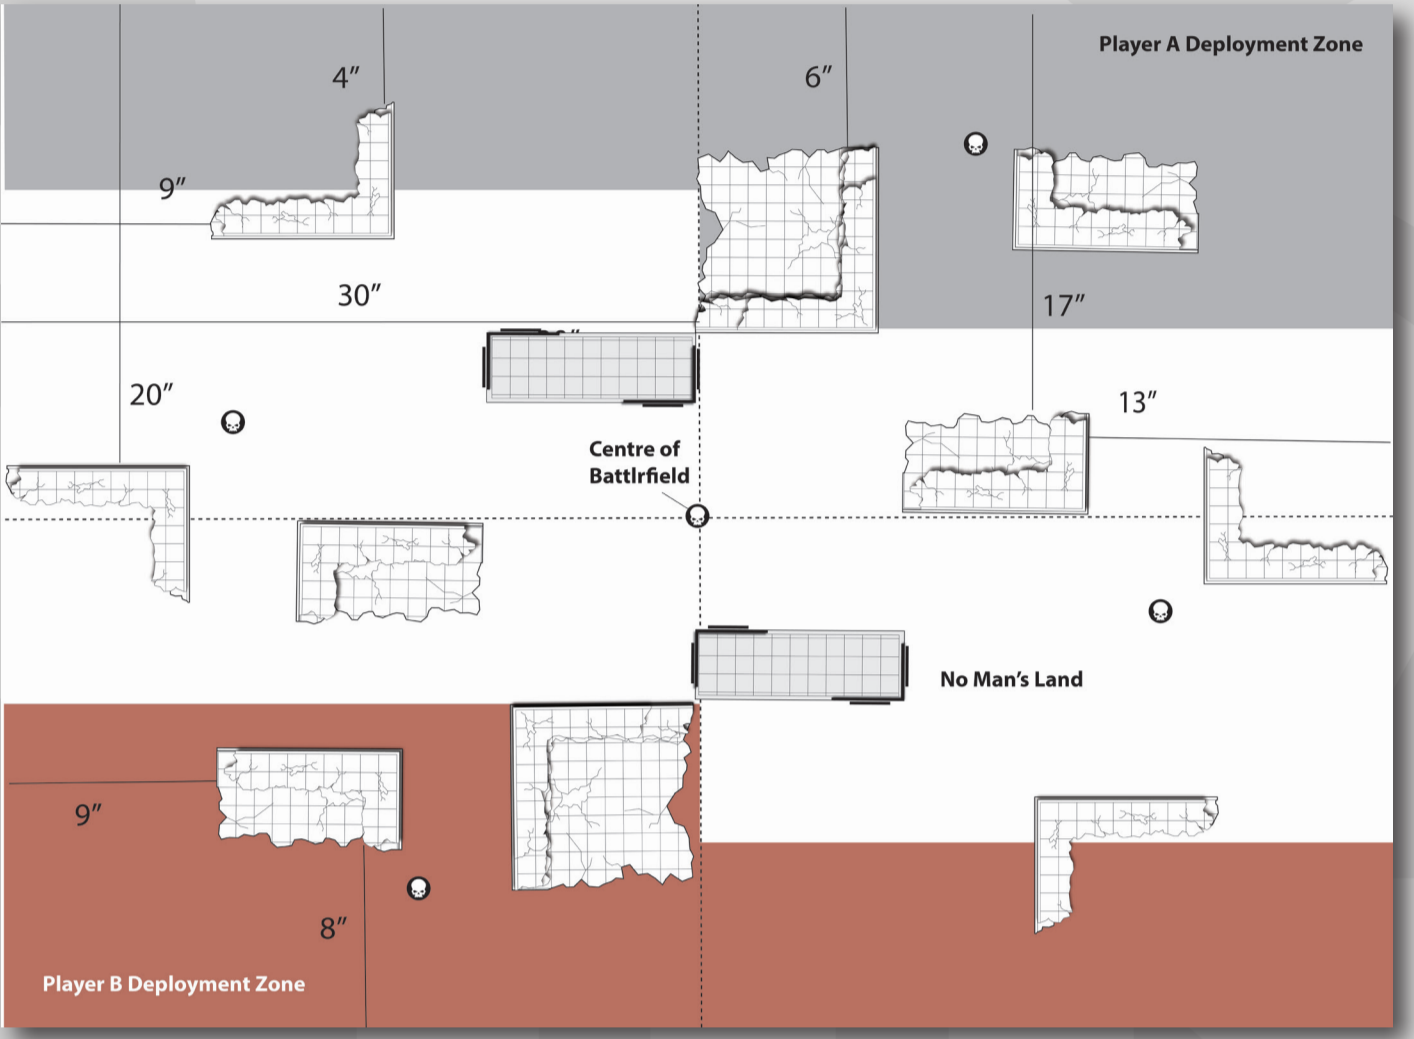 Player A Deployment Zone
4”
6”
9”
30”
17”
20”
13”
Centre of
Battlrfield
No Man’s Land
9”
8”
Player B Deployment Zone